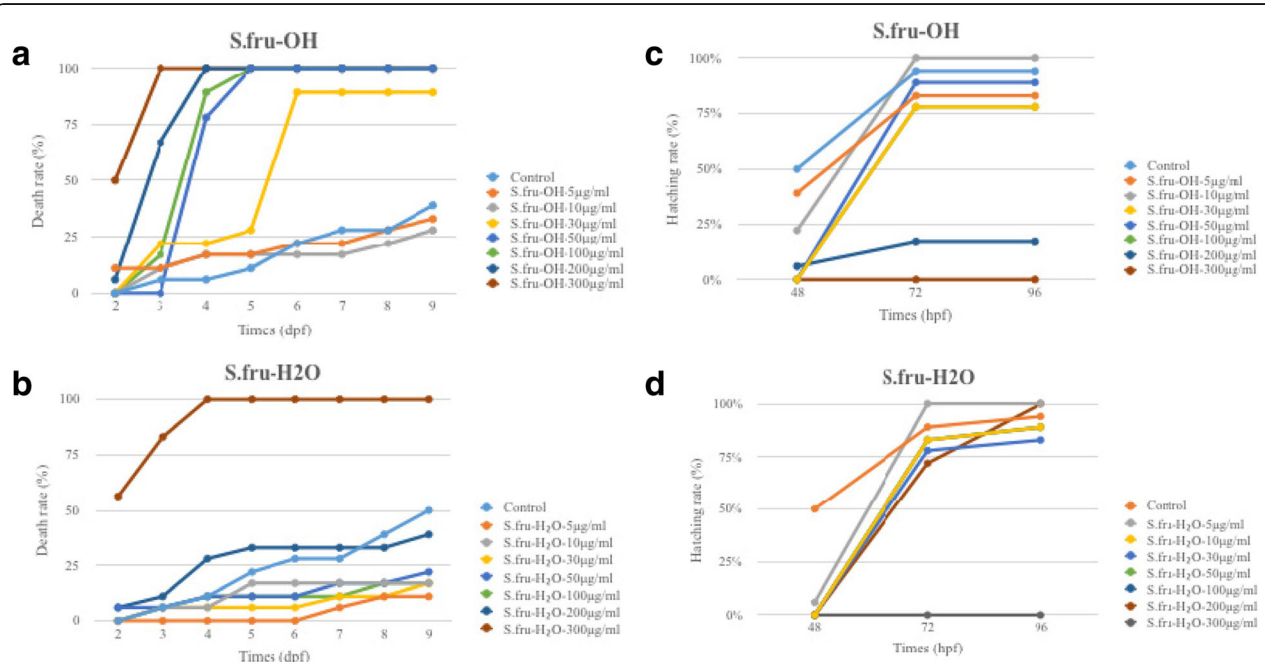 a
S.fru-OH
100
75
50
25
0
Death rate (%)
2 3 4 5 6 7 8 9
Times (dpf)
Control
S.fru-OH-5µg/ml
S.fru-OH-10µg/ml
S.fru-OH-30µg/ml
S.fru-OH-50µg/ml
S.fru-OH-100µg/ml
S.fru-OH-200µg/ml
S.fru-OH-300µg/ml
c
S.fru-OH
100%
75%
50%
25%
0%
Hatching rate (%)
48 72 96
Times (hpf)
Control
S.fru-OH-5µg/ml
S.fru-OH-10µg/ml
S.fru-OH-30µg/ml
S.fru-OH-50µg/ml
S.fru-OH-100µg/ml
S.fru-OH-200µg/ml
S.fru-OH-300µg/ml
b
S.fru-H2O
100
75
50
25
0
Death rate (%)
2 3 4 5 6 7 8 9
Times (dpf)
Control
S.fru-H₂O-5µg/ml
S.fru-H₂O-10µg/ml
S.fru-H₂O-30µg/ml
S.fru-H₂O-50µg/ml
S.fru-H₂O-100µg/ml
S.fru-H₂O-200µg/ml
S.fru-H₂O-300µg/ml
d
S.fru-H2O
100%
75%
50%
25%
0%
Hatching rate (%)
48 72 96
Times (hpf)
Control
S.fru-H₂O-5µg/ml
S.fru-H₂O-10µg/ml
S.fru-H₂O-30µg/ml
S.fru-H₂O-50µg/ml
S.fru-H₂O-100µg/ml
S.fru-H₂O-200µg/ml
S.fru-H₂O-300µg/ml